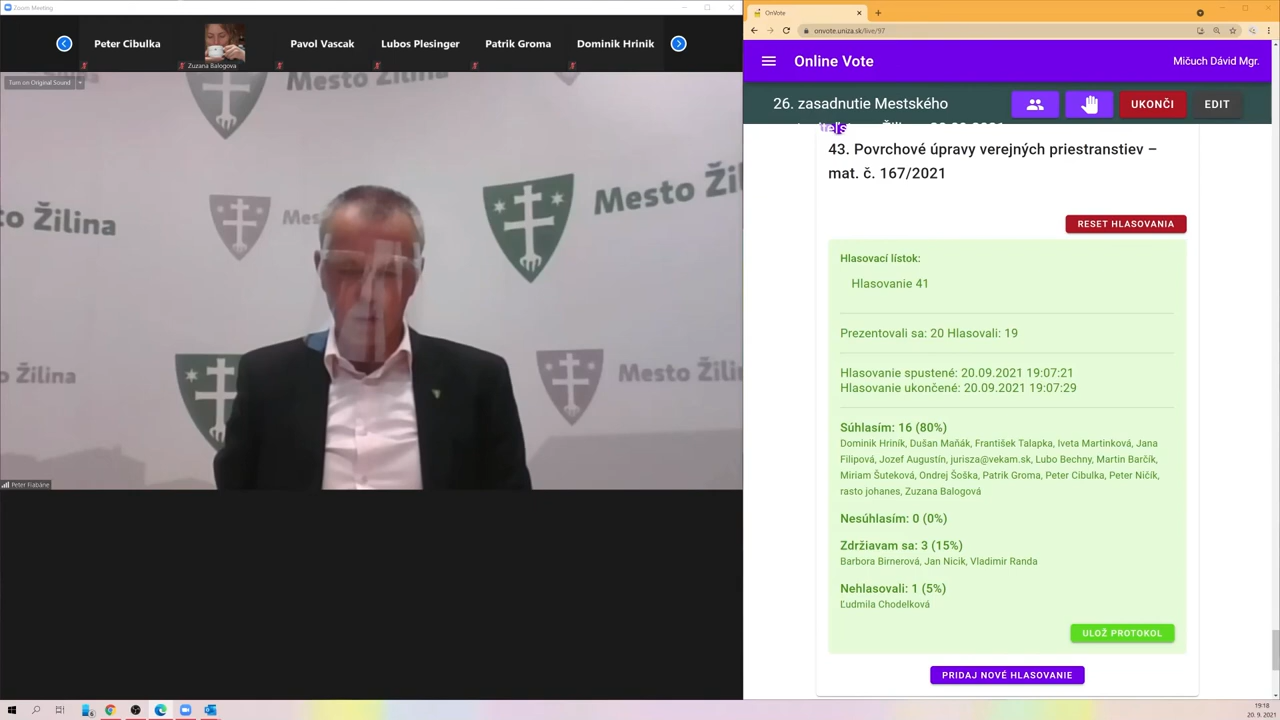 Zoom Meeting
Peter Cibulka
Zuzana Balogova
Pavol Vascak
Lubos Plesinger
Patrik Groma
Dominik Hrinik
Turn on Original Sound
Mesto Žilina
Mesto Žil
Mesto Žilina
Mes
o Žilina
Mesto Žilina
Peter Fiabáne
OnVote
onvote.uniza.sk/live/97
Online Vote
Mičuch Dávid Mgr.
26. zasadnutie Mestského
UKONČI
EDIT
43. Povrchové úpravy verejných priestranstiev –
mat. č. 167/2021
RESET HLASOVANIA
Hlasovací lístok:
Hlasovanie 41
Prezentovali sa: 20 Hlasovali: 19
Hlasovanie spustené: 20.09.2021 19:07:21
Hlasovanie ukončené: 20.09.2021 19:07:29
Súhlasím: 16 (80%)
Dominik Hriník, Dušan Maňák, František Talapka, Iveta Martinková, Jana
Filipová, Jozef Augustín, jurisza@vekam.sk, Lubo Bechny, Martin Barčík,
Miriam Šuteková, Ondrej Šoška, Patrik Groma, Peter Cibulka, Peter Ničík,
rasto johanes, Zuzana Balogová
Nesúhlasím: 0 (0%)
Zdržiavam sa: 3 (15%)
Barbora Birnerová, Jan Nicik, Vladimir Randa
Nehlasovali: 1 (5%)
Ľudmila Chodelková
ULOŽ PROTOKOL
PRIDAJ NOVÉ HLASOVANIE
19:18
20. 9. 2021